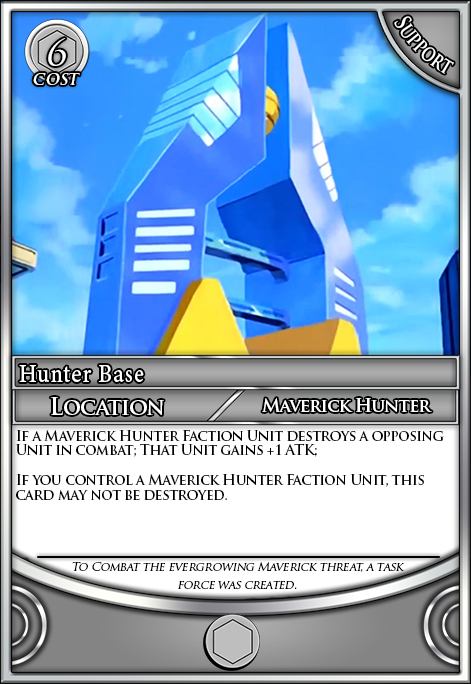 6
COST
SUPPORT
Hunter Base
LOCATION
MAVERICK HUNTER
IF A MAVERICK HUNTER FACTION UNIT DESTROYS A OPPOSING
UNIT IN COMBAT; THAT UNIT GAINS +1 ATK;
IF YOU CONTROL A MAVERICK HUNTER FACTION UNIT, THIS
CARD MAY NOT BE DESTROYED.
TO COMBAT THE EVERGROWING MAVERICK THREAT, A TASK
FORCE WAS CREATED.